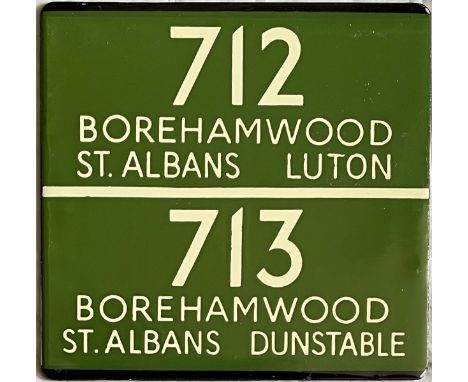 712
BOREHAMWOOD
ST. ALBANS LUTON
713
BOREHAMWOOD
ST. ALBANS DUNSTABLE